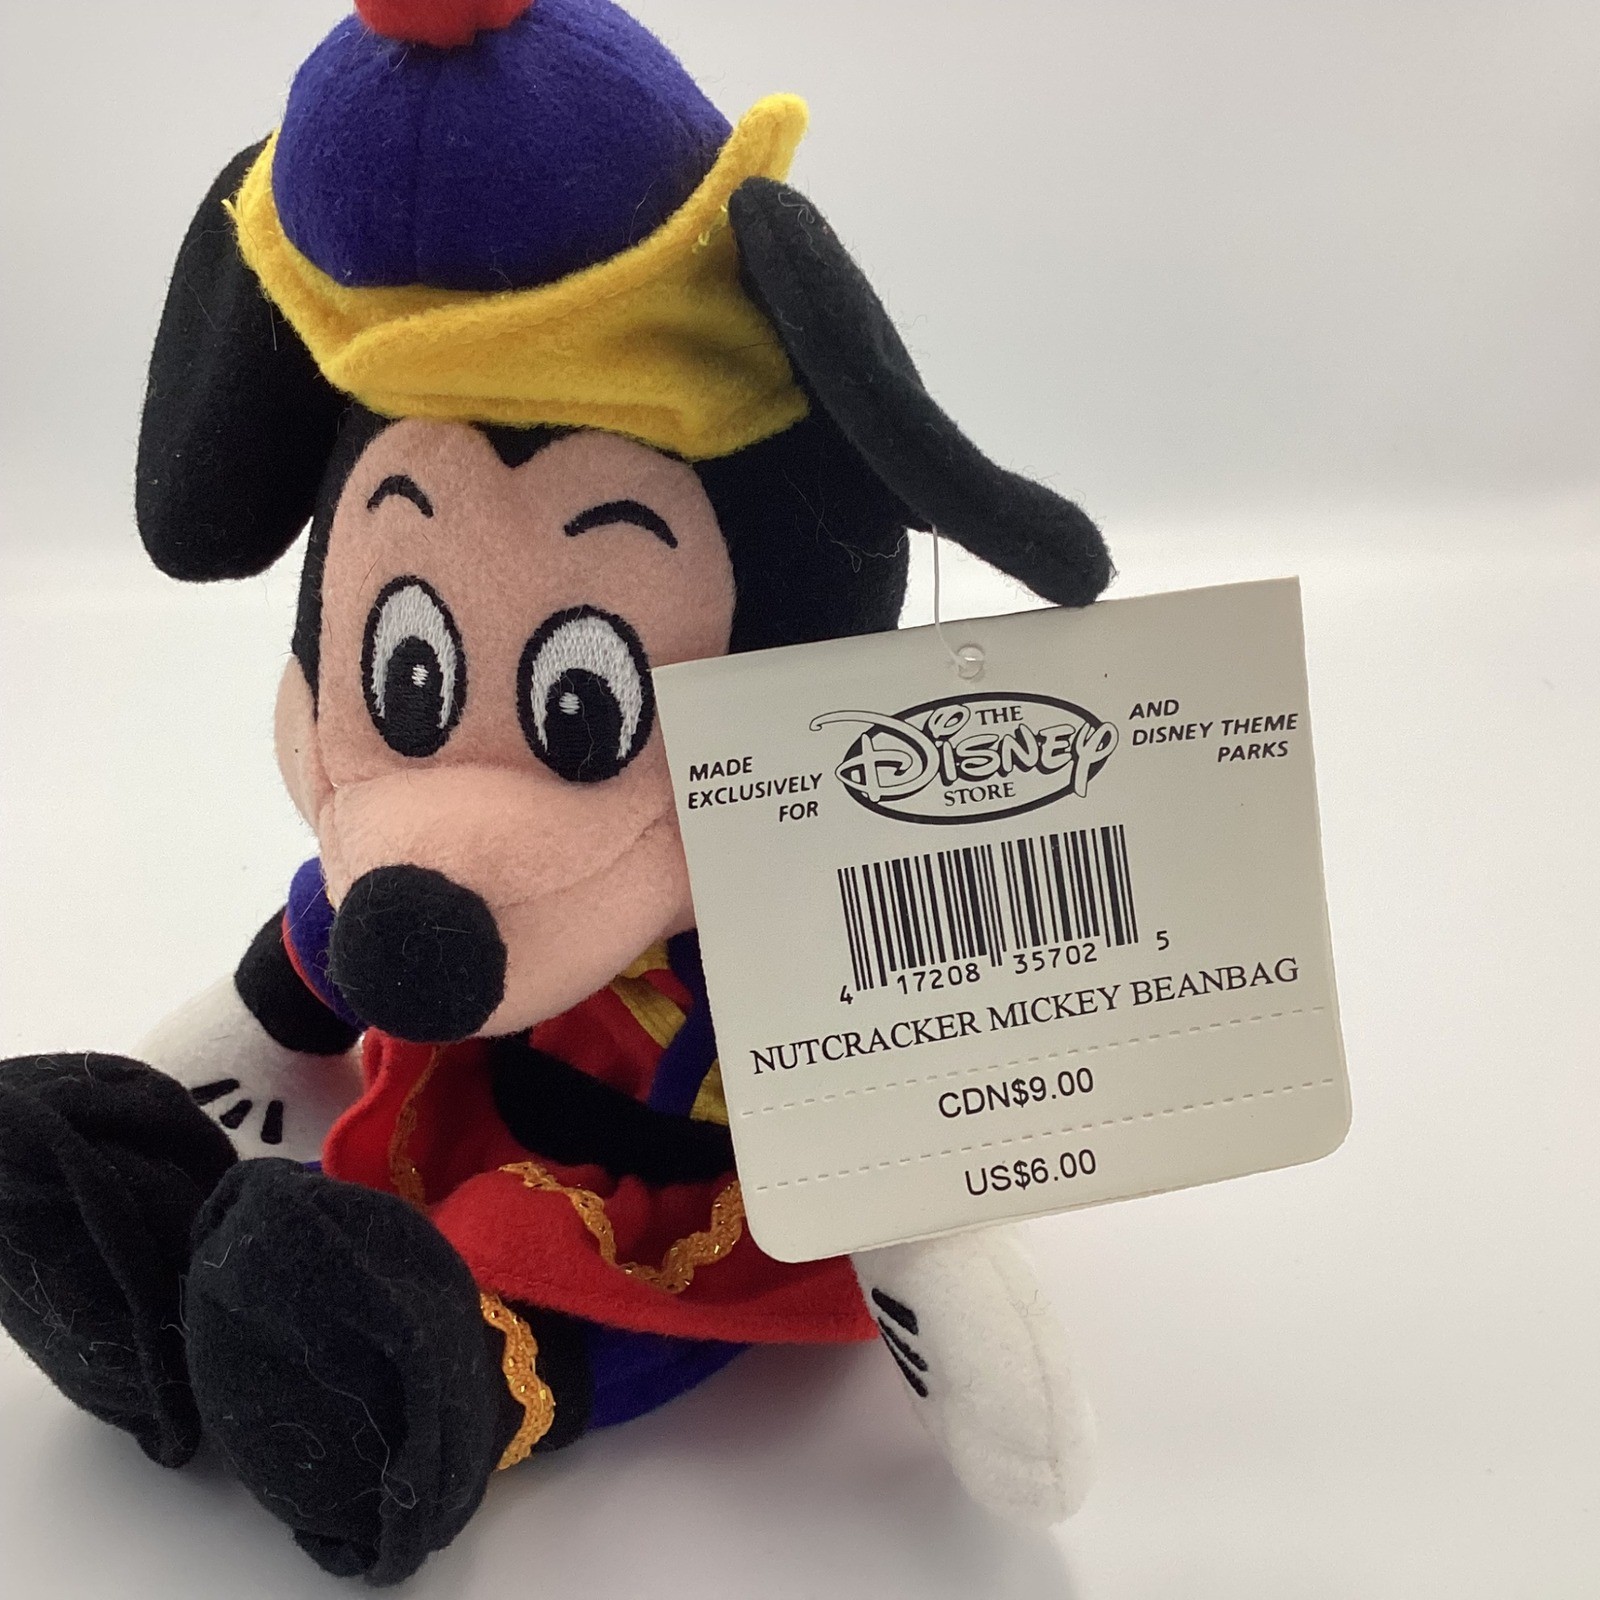 MADE
EXCLUSIVELY
FOR
THE
DISNEY
STORE
AND
DISNEY THEME
PARKS
4 17208 35702 5
NUTCRACKER MICKEY BEANBAG
CDN$9.00
US$6.00